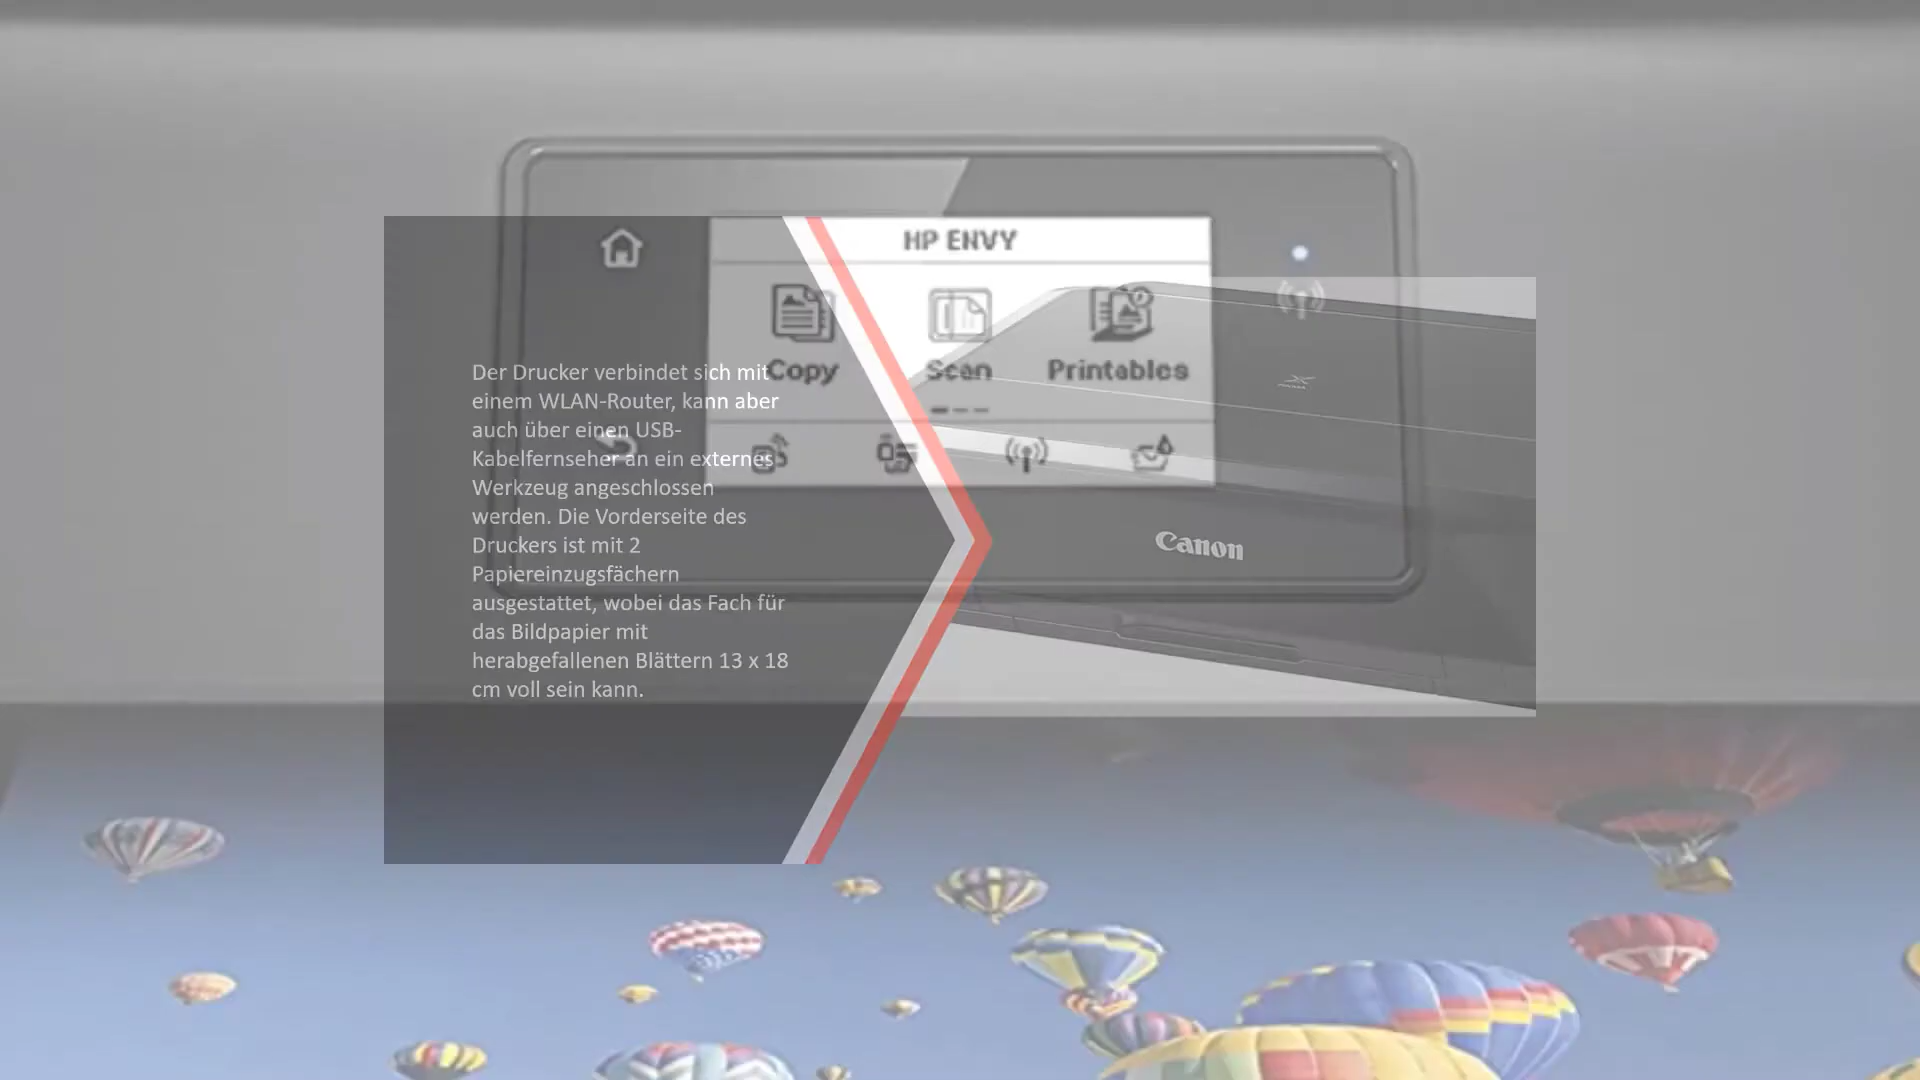 HP ENVY
Copy
Scan
Printables
Der Drucker verbindet sich mit
einem WLAN-Router, kann aber
auch über einen USB-
Kabelfernseher an ein externes
Werkzeug angeschlossen
werden. Die Vorderseite des
Druckers ist mit 2
Papiereinzugsfächern
ausgestattet, wobei das Fach für
das Bildpapier mit
herabgefallenen Blättern 13 x 18
cm voll sein kann.
Canon